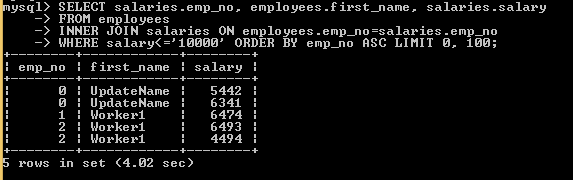 mysql> SELECT salaries.emp_no, employees.first_name, salaries.salary
-> FROM employees
-> INNER JOIN salaries ON employees.emp_no=salaries.emp_no
-> WHERE salary<='10000' ORDER BY emp_no ASC LIMIT 0, 100;
+--------+------------+--------+
| emp_no | first_name | salary |
+--------+------------+--------+
| 0 | UpdateName | 5442 |
| 0 | UpdateName | 6341 |
| 1 | Worker1 | 6474 |
| 2 | Worker1 | 6493 |
| 2 | Worker1 | 4494 |
+--------+------------+--------+
5 rows in set (4.02 sec)